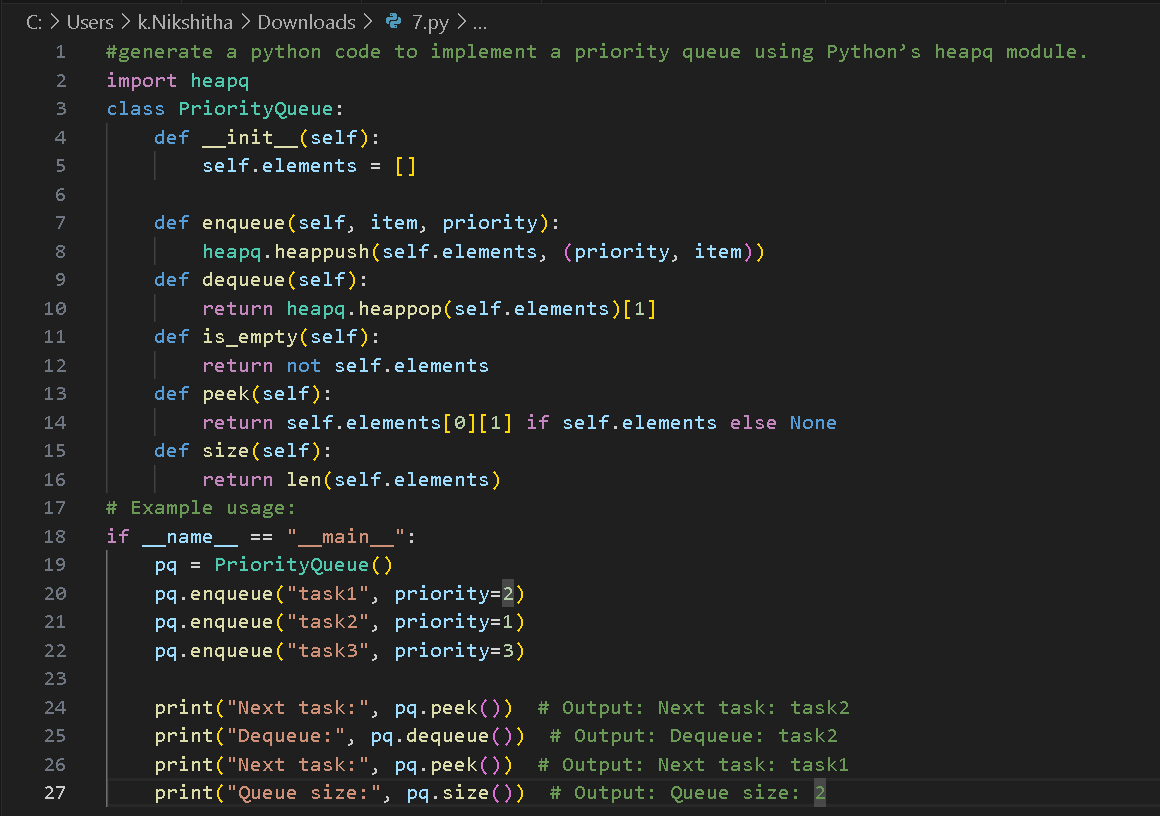 C: > Users > k.Nikshitha > Downloads > 7.py > ...
1 #generate a python code to implement a priority queue using Python’s heapq module.
2 import heapq
3 class PriorityQueue:
4     def __init__(self):
5         self.elements = []
6
7     def enqueue(self, item, priority):
8         heapq.heappush(self.elements, (priority, item))
9     def dequeue(self):
10         return heapq.heappop(self.elements)[1]
11     def is_empty(self):
12         return not self.elements
13     def peek(self):
14         return self.elements[0][1] if self.elements else None
15     def size(self):
16         return len(self.elements)
17 # Example usage:
18 if __name__ == "__main__":
19     pq = PriorityQueue()
20     pq.enqueue("task1", priority=2)
21     pq.enqueue("task2", priority=1)
22     pq.enqueue("task3", priority=3)
23
24     print("Next task:", pq.peek())  # Output: Next task: task2
25     print("Dequeue:", pq.dequeue())  # Output: Dequeue: task2
26     print("Next task:", pq.peek())  # Output: Next task: task1
27     print("Queue size:", pq.size())  # Output: Queue size: 2